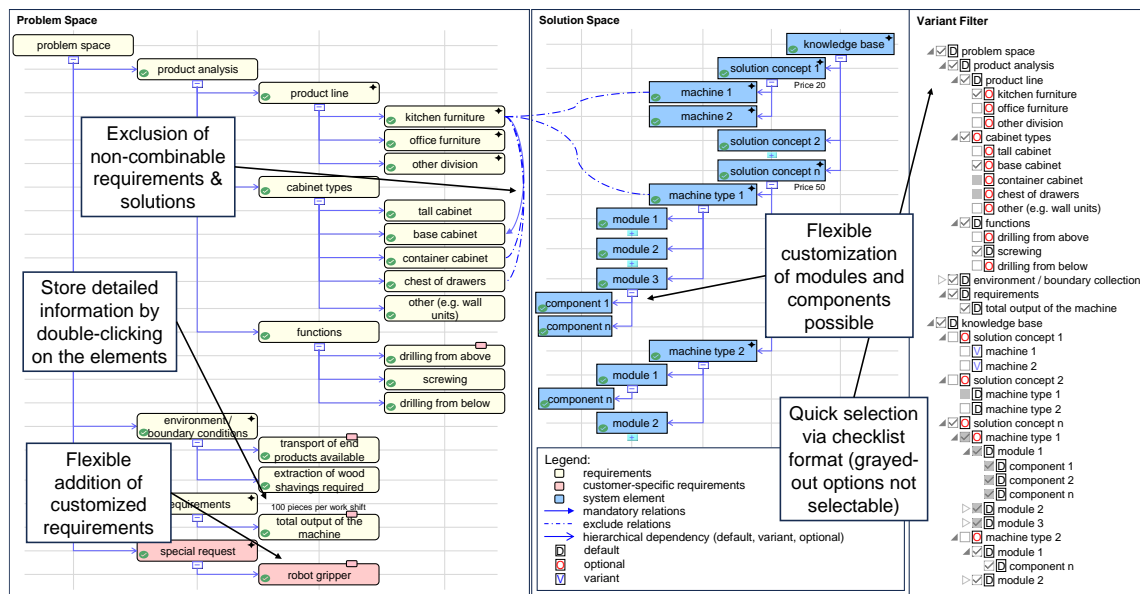 Problem Space
problem space
product analysis
product line
kitchen furniture
office furniture
other division
cabinet types
tall cabinet
base cabinet
container cabinet
chest of drawers
other (e.g. wall
units)
functions
drilling from above
screwing
drilling from below
environment/
boundary conditions
transport of end
products available
extraction of wood
shavings required
requirements
100 pieces per work shift
total output of the
machine
special request
robot gripper
Exclusion of
non-combinable
requirements &
solutions
Store detailed
information by
double-clicking
on the elements
Flexible
addition of
customized
requirements
Solution Space
knowledge base
solution concept 1
Price 20
machine 1
machine 2
solution concept 2
solution concept n
Price 50
machine type 1
module 1
module 2
module 3
component 1
component n
machine type 2
module 1
component n
module 2
Flexible
customization
of modules and
components
possible
Quick selection
via checklist
format (grayed-
out options not
selectable)
Legend:
requirements
customer-specific requirements
system element
mandatory relations
exclude relations
hierarchical dependency (default, variant, optional)
D default
O optional
V variant
Variant Filter
D problem space
D product analysis
D product line
O kitchen furniture
O office furniture
O other division
O cabinet types
O tall cabinet
O base cabinet
O container cabinet
O chest of drawers
O other (e.g. wall units)
D functions
O drilling from above
D screwing
O drilling from below
D environment / boundary collection
D requirements
D total output of the machine
D knowledge base
O solution concept 1
V machine 1
V machine 2
O solution concept 2
D machine type 1
D machine type 2
O solution concept n
O machine type 1
D module 1
D component 1
D component 2
D component n
D module 2
D module 3
O machine type 2
D module 1
D component n
D module 2